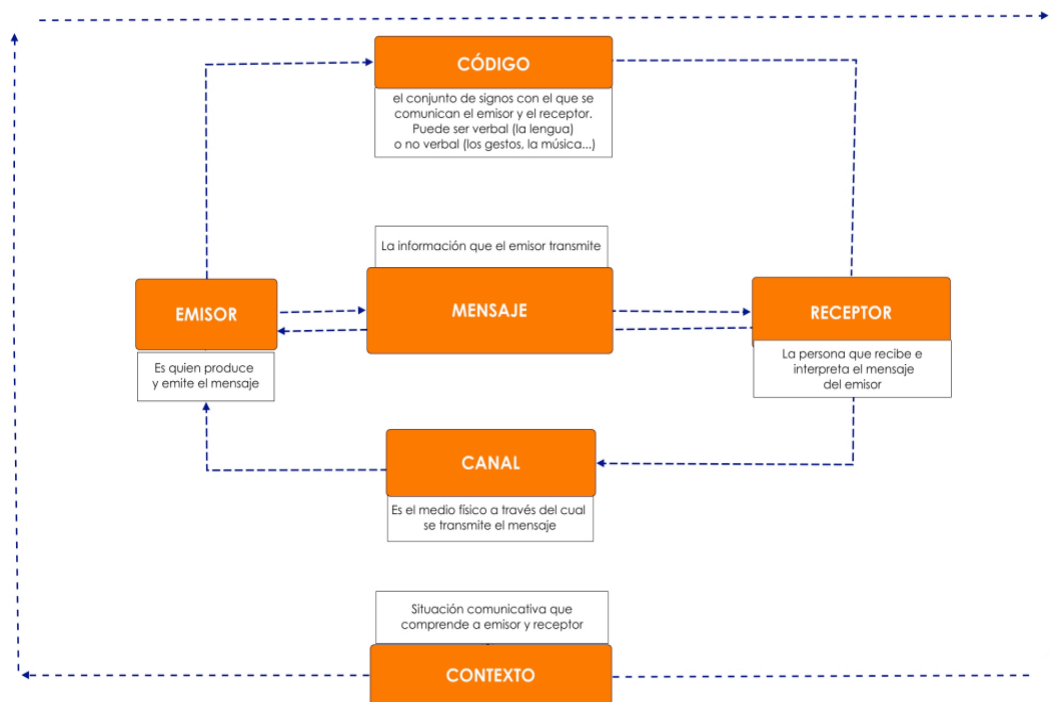 CÓDIGO
el conjunto de signos con el que se
comunican el emisor y el receptor.
Puede ser verbal (la lengua)
o no verbal (los gestos, la música...)
La información que el emisor transmite
MENSAJE
EMISOR
Es quien produce
y emite el mensaje
RECEPTOR
La persona que recibe e
interpreta el mensaje
del emisor
CANAL
Es el medio físico a través del cual
se transmite el mensaje
Situación comunicativa que
comprende a emisor y receptor
CONTEXTO